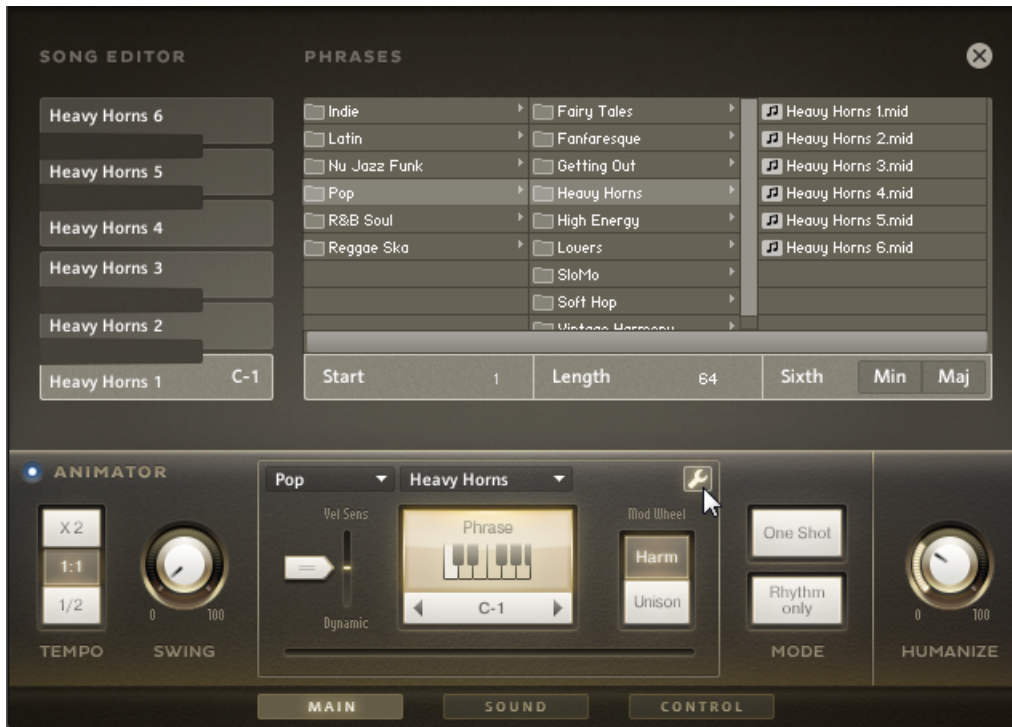 SONG EDITOR
PHRASES
Heavy Horns 6
Heavy Horns 5
Heavy Horns 4
Heavy Horns 3
Heavy Horns 2
Heavy Horns 1 C-1
Indie
Latin
Nu Jazz Funk
Pop
R&B Soul
Reggae Ska
Fairy Tales
Fanfaresque
Getting Out
Heavy Horns
High Energy
Lovers
SloMo
Soft Hop
Vintage Harmony
Heavy Horns 1.mid
Heavy Horns 2.mid
Heavy Horns 3.mid
Heavy Horns 4.mid
Heavy Horns 5.mid
Heavy Horns 6.mid
Start 1 Length 64 Sixth Min Maj
ANIMATOR
Pop Heavy Horns
X 2
1:1
1/2
TEMPO
0 100
SWING
Vel Sens
Dynamic
Phrase
C-1
Mod Wheel
Harm
Unison
One Shot
Rhythm
only
MODE
0 100
HUMANIZE
MAIN SOUND CONTROL